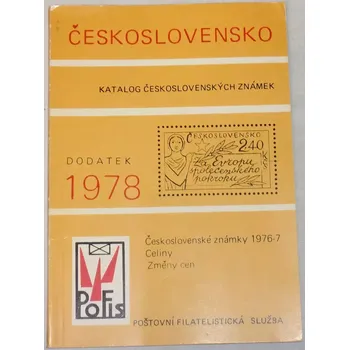 ČESKOSLOVENSKO
KATALOG ČESKOSLOVENSKÝCH ZNÁMEK
DODATEK
1978
ČESKOSLOVENSKO
2,40
Za Evropu
společenského
pokroku
Československé známky 1976-7
Celiny
Změny cen
POFIS
POŠTOVNÍ FILATELISTICKÁ SLUŽBA